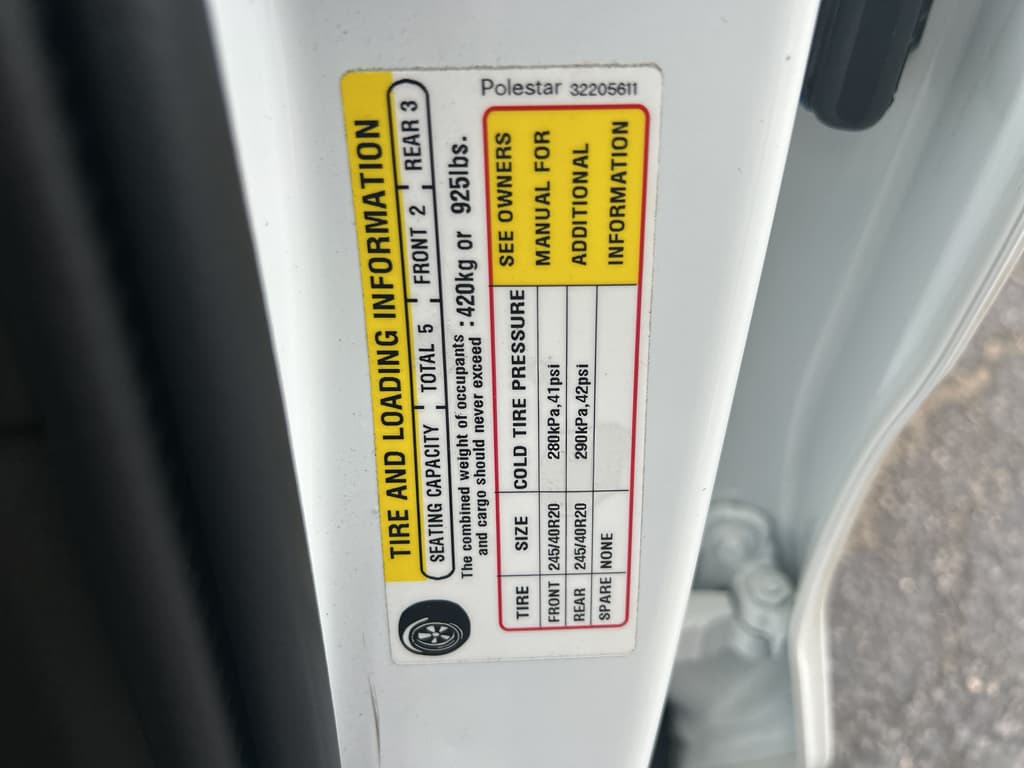 Polestar 32205611
TIRE AND LOADING INFORMATION
SEATING CAPACITY TOTAL 5 FRONT 2 REAR 3
The combined weight of occupants
and cargo should never exceed
:420kg or 925lbs.
TIRE SIZE COLD TIRE PRESSURE
FRONT 245/40R20 280kPa,41psi
REAR 245/40R20 290kPa,42psi
SPARE NONE
SEE OWNERS
MANUAL FOR
ADDITIONAL
INFORMATION